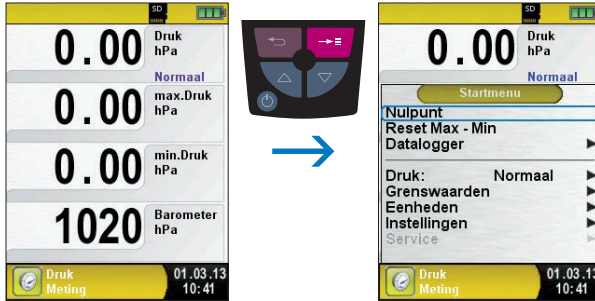 SD
0.00 Druk hPa
Normaal
0.00 max.Druk hPa
0.00 min.Druk hPa
1020 Barometer hPa
Druk Meting
01.03.13 10:41
SD
0.00 Druk hPa
Normaal
Startmenu
Nulpunt
Reset Max - Min
Datalogger
Druk: Normaal
Grenswaarden
Eenheden
Instellingen
Service
Druk Meting
01.03.13 10:41